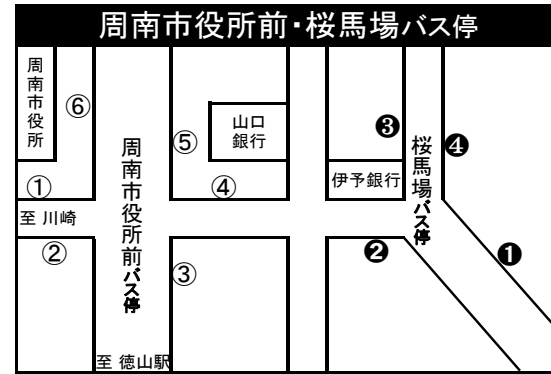 周南市役所前・桜馬場バス停
周南市役所
⑥
山口
銀行
⑤
①
④
周南市役所前バス停
❸
❹
桜馬場バス停
伊予銀行
至 川崎
②
③
❷
❶
至 徳山駅